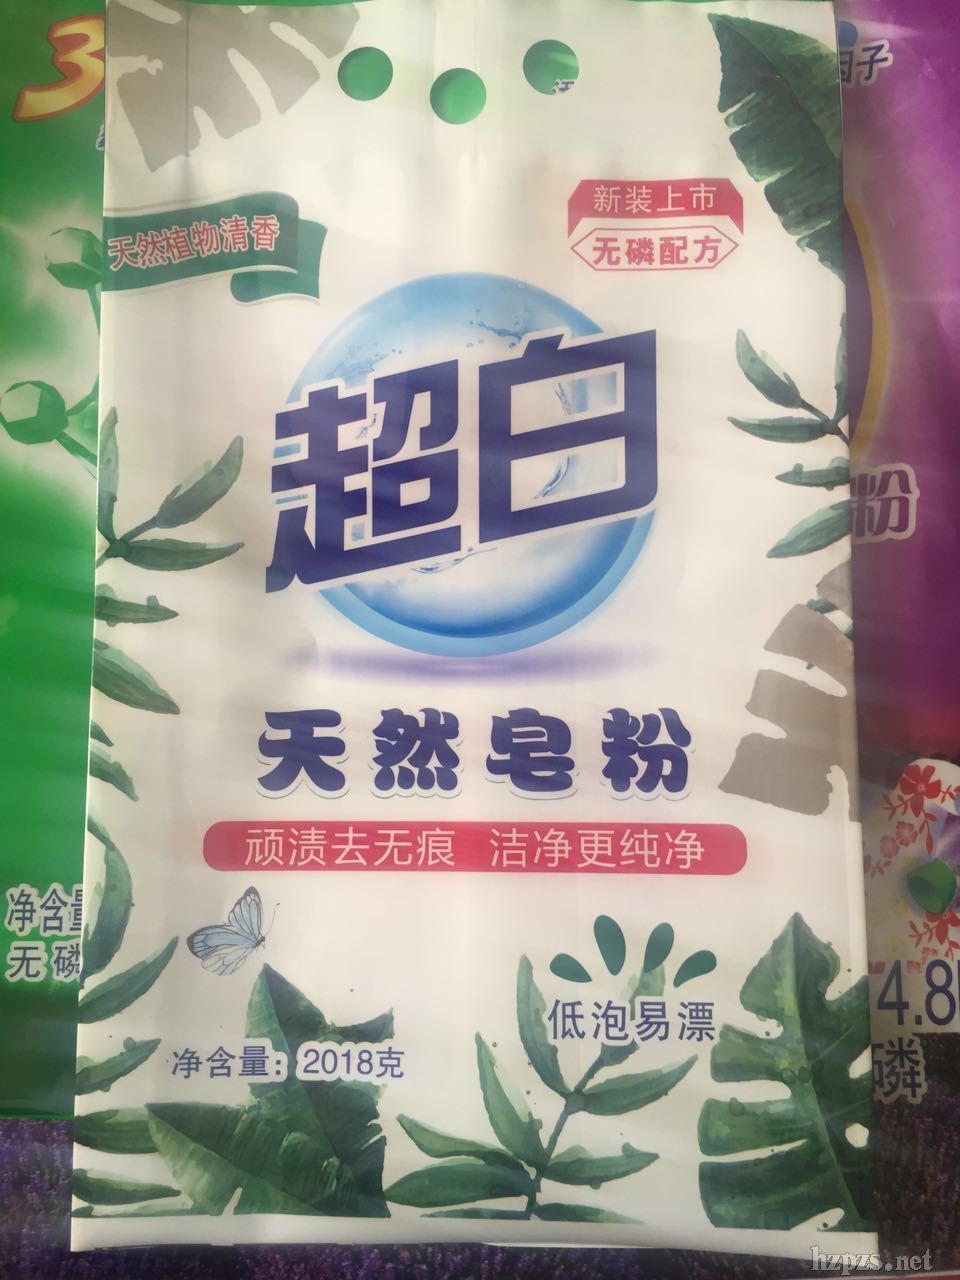 3
子
天然植物清香
新装上市
无磷配方
超白
粉
天然皂粉
顽渍去无痕 洁净更纯净
净含量
无磷
低泡易漂
净含量：2018克
4.8
磷
hzpzs.net